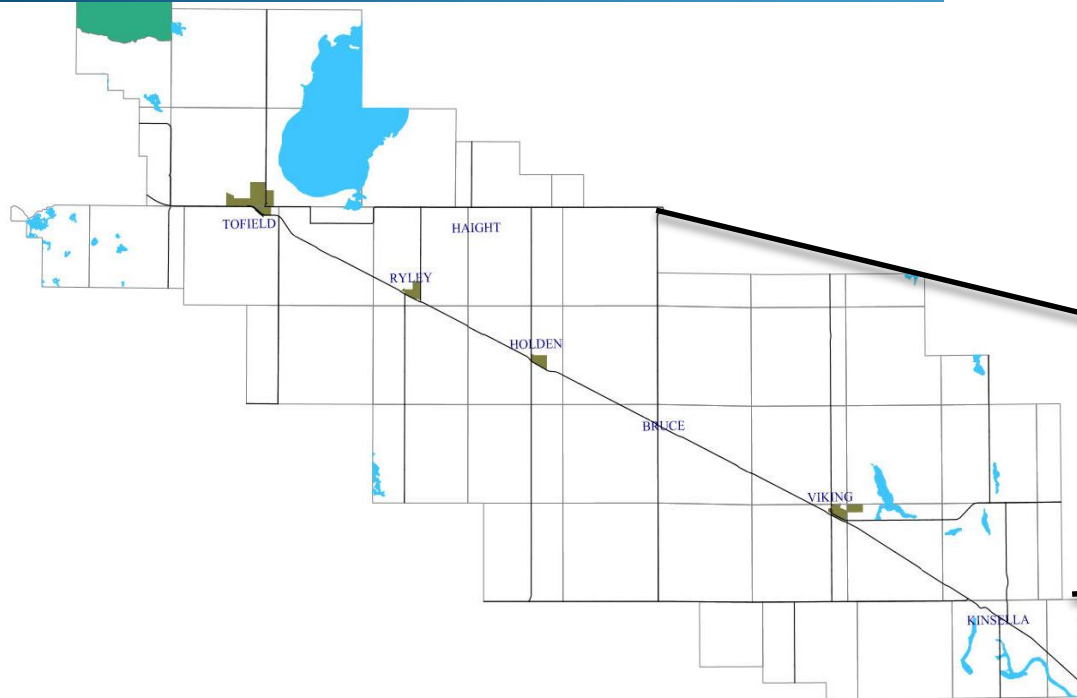 TOFIELD
HAIGHT
RYLEY
HOLDEN
BRUCE
VIKING
KINSELLA